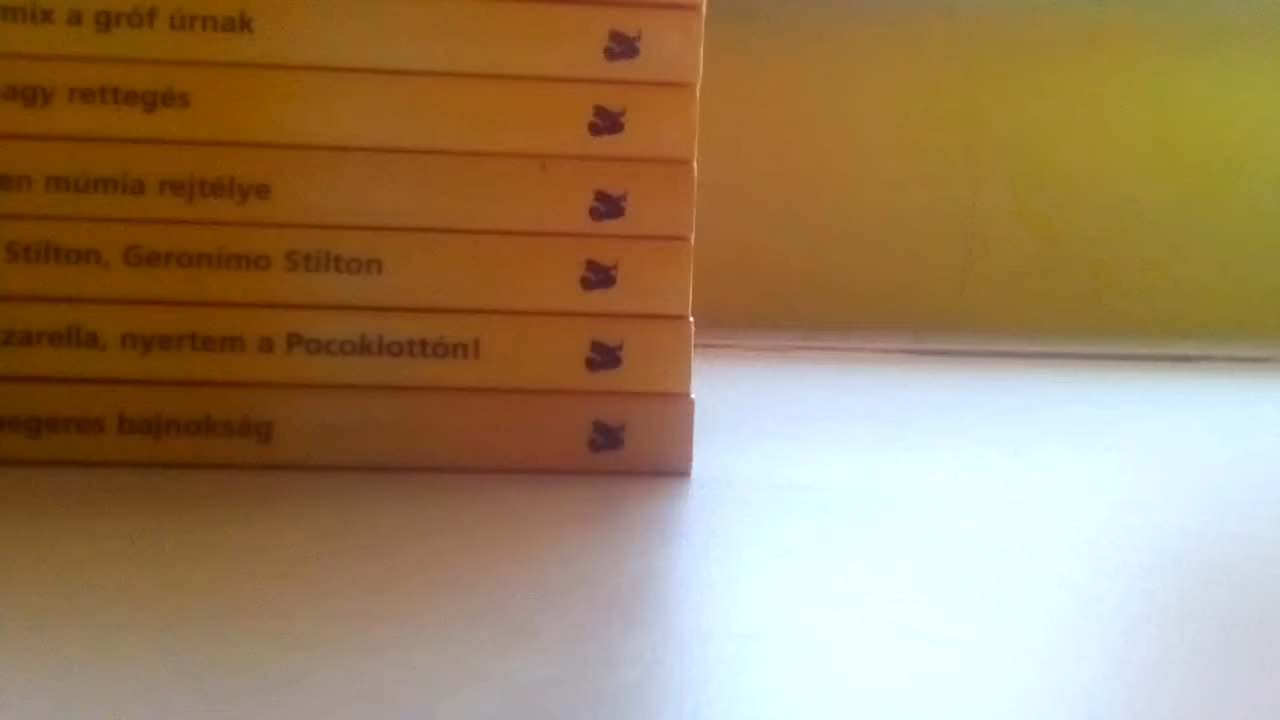 mix a gróf úrnak
agy rettegés
en múmia rejtélye
Stilton, Geronimo Stilton
zarella, nyertem a Pocoklottón!
egeres bajnokság